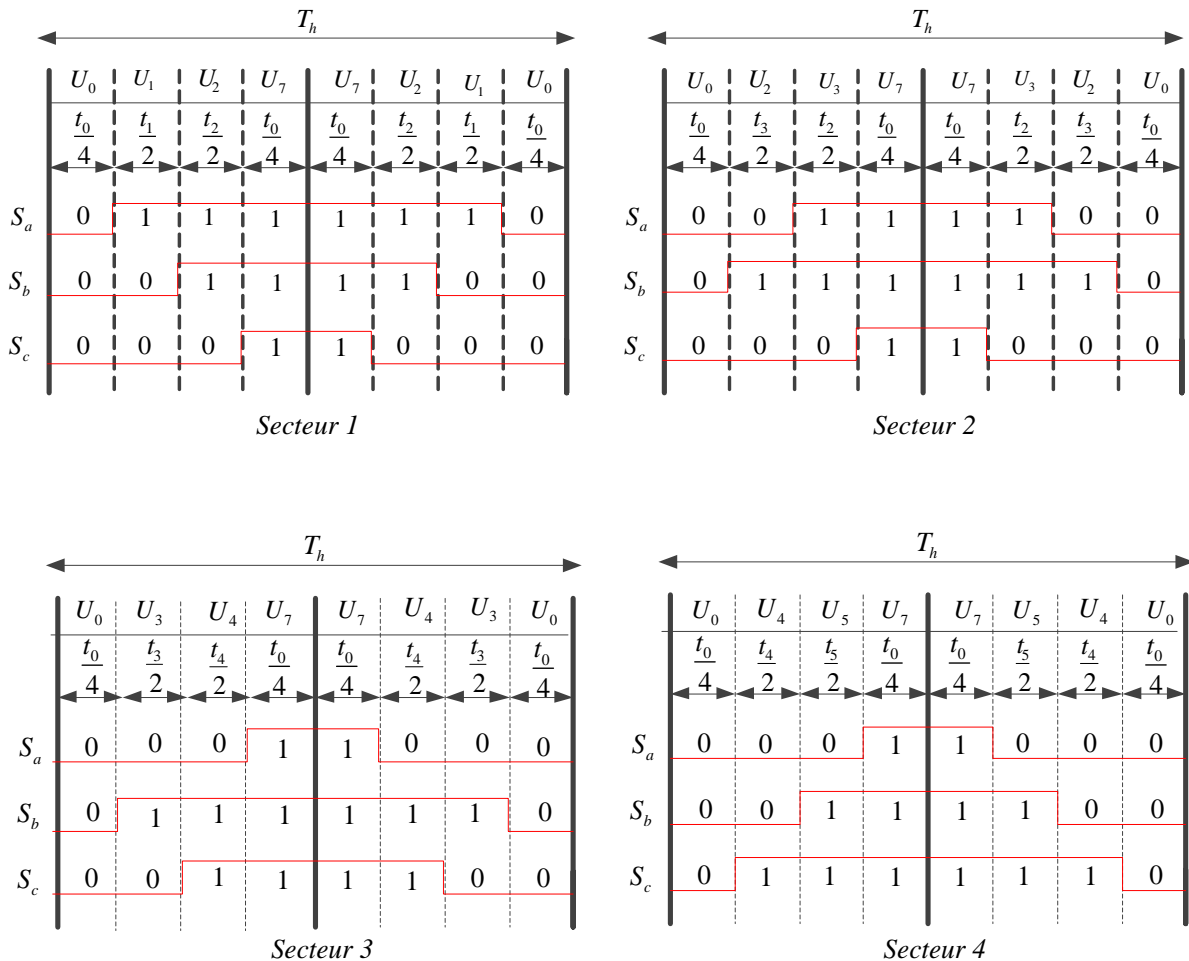 T_h
U_0 U_1 U_2 U_7 U_7 U_2 U_1 U_0
t_0/4 t_1/2 t_2/2 t_0/4 t_0/4 t_2/2 t_1/2 t_0/4
S_a 0 1 1 1 1 1 1 0
S_b 0 0 1 1 1 1 0 0
S_c 0 0 0 1 1 0 0 0
Secteur 1
T_h
U_0 U_2 U_3 U_7 U_7 U_3 U_2 U_0
t_0/4 t_3/2 t_2/2 t_0/4 t_0/4 t_2/2 t_3/2 t_0/4
S_a 0 0 1 1 1 1 0 0
S_b 0 1 1 1 1 1 1 0
S_c 0 0 0 1 1 0 0 0
Secteur 2
T_h
U_0 U_3 U_4 U_7 U_7 U_4 U_3 U_0
t_0/4 t_3/2 t_4/2 t_0/4 t_0/4 t_4/2 t_3/2 t_0/4
S_a 0 0 0 1 1 0 0 0
S_b 0 1 1 1 1 1 1 0
S_c 0 0 1 1 1 1 0 0
Secteur 3
T_h
U_0 U_4 U_5 U_7 U_7 U_5 U_4 U_0
t_0/4 t_4/2 t_5/2 t_0/4 t_0/4 t_5/2 t_4/2 t_0/4
S_a 0 0 0 1 1 0 0 0
S_b 0 0 1 1 1 1 0 0
S_c 0 1 1 1 1 1 1 0
Secteur 4